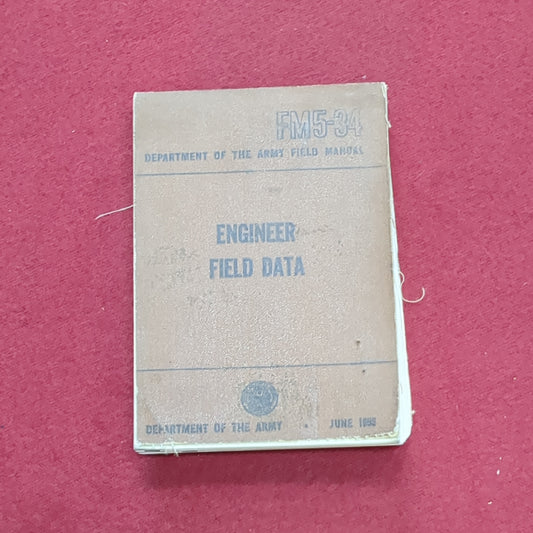 FM5-34
DEPARTMENT OF THE ARMY FIELD MANUAL
ENGINEER
FIELD DATA
DEPARTMENT OF THE ARMY • JUNE